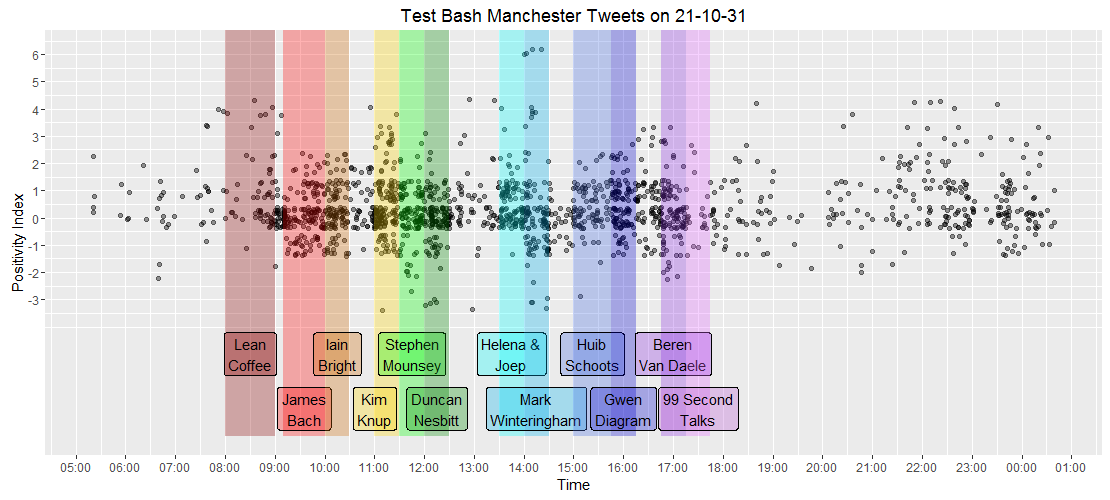 Test Bash Manchester Tweets on 21-10-31
Positivity Index
6
5
4
3
2
1
0
-1
-2
-3
Lean
Coffee
Iain
Bright
Stephen
Mounsey
Helena &
Joep
Huib
Schoots
Beren
Van Daele
James
Bach
Kim
Knup
Duncan
Nesbitt
Mark
Winteringham
Gwen
Diagram
99 Second
Talks
05:00 06:00 07:00 08:00 09:00 10:00 11:00 12:00 13:00 14:00 15:00 16:00 17:00 18:00 19:00 20:00 21:00 22:00 23:00 00:00 01:00
Time